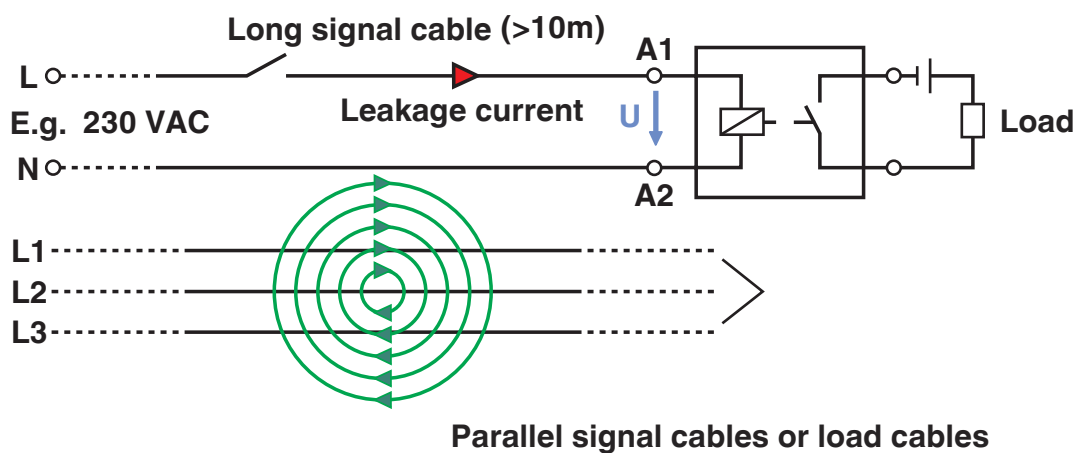 Long signal cable (>10m)
L
A1
Leakage current
U
Load
E.g. 230 VAC
N
A2
L1
L2
L3
Parallel signal cables or load cables